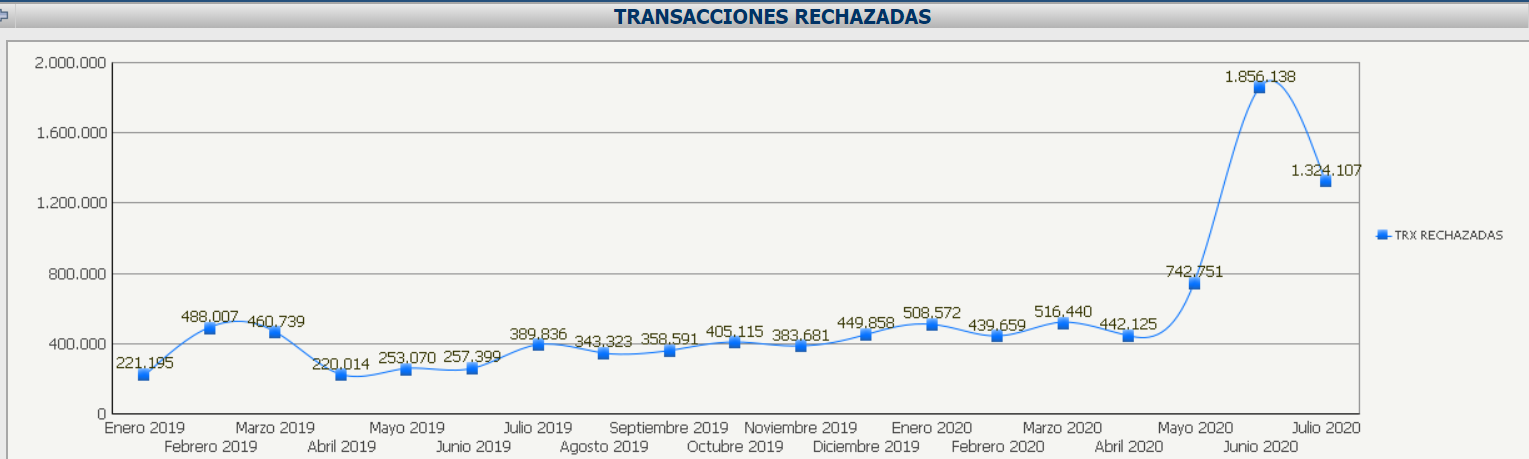 TRANSACCIONES RECHAZADAS
2.000.000
1.600.000
1.200.000
800.000
400.000
0
221.195
488.007
460.739
220.014
253.070
257.399
389.836
343.323
358.591
405.115
383.681
449.858
508.572
439.659
516.440
442.125
742.751
1.856.138
1.324.107
Enero 2019
Febrero 2019
Marzo 2019
Abril 2019
Mayo 2019
Junio 2019
Julio 2019
Agosto 2019
Septiembre 2019
Octubre 2019
Noviembre 2019
Diciembre 2019
Enero 2020
Febrero 2020
Marzo 2020
Abril 2020
Mayo 2020
Junio 2020
Julio 2020
TRX RECHAZADAS